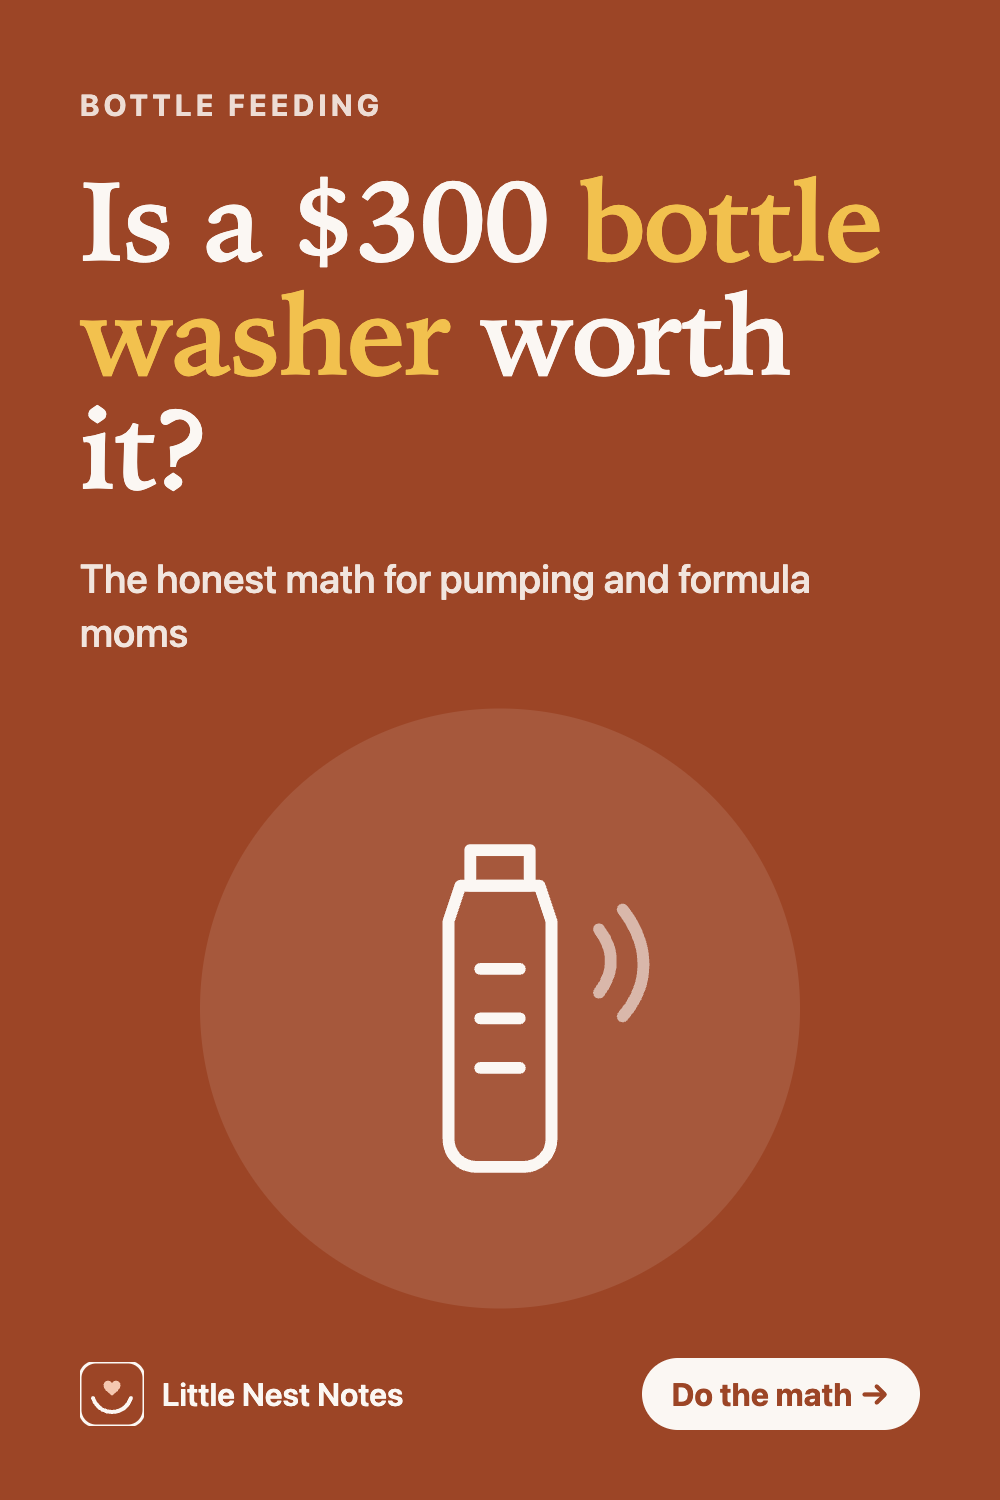 BOTTLE FEEDING
Is a $300 bottle
washer worth
it?
The honest math for pumping and formula
moms
Little Nest Notes
Do the math →